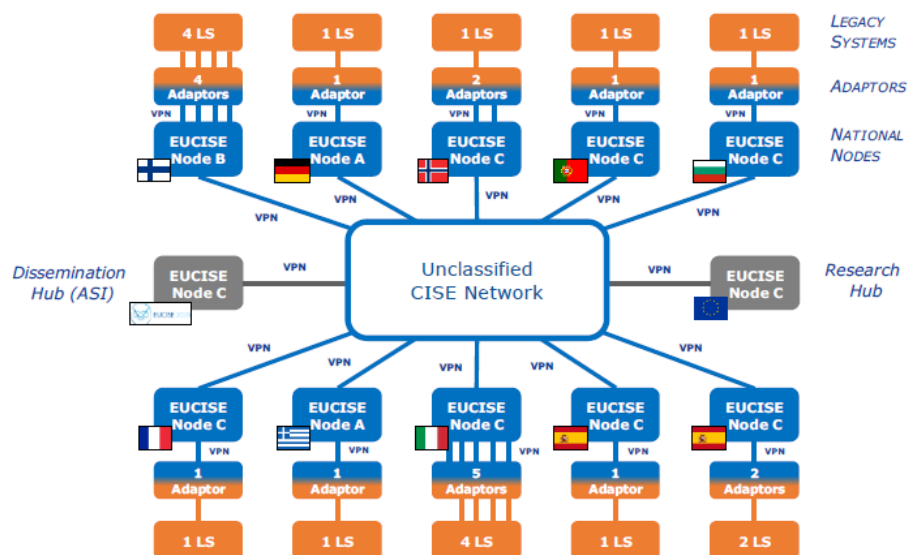 4 LS
1 LS
1 LS
1 LS
1 LS
LEGACY
SYSTEMS
4
Adaptors
1
Adaptor
2
Adaptors
1
Adaptor
1
Adaptor
ADAPTORS
VPN
VPN
VPN
VPN
VPN
EUCISE
Node B
EUCISE
Node A
EUCISE
Node C
EUCISE
Node C
EUCISE
Node C
NATIONAL
NODES
VPN
VPN
VPN
VPN
VPN
Dissemination
Hub (ASI)
EUCISE
Node C
EUCISE
VPN
Unclassified
CISE Network
VPN
EUCISE
Node C
Research
Hub
VPN
VPN
VPN
VPN
VPN
EUCISE
Node C
EUCISE
Node A
EUCISE
Node C
EUCISE
Node C
EUCISE
Node C
VPN
VPN
VPN
VPN
VPN
1
Adaptor
1
Adaptor
5
Adaptors
1
Adaptor
2
Adaptors
1 LS
1 LS
4 LS
1 LS
2 LS